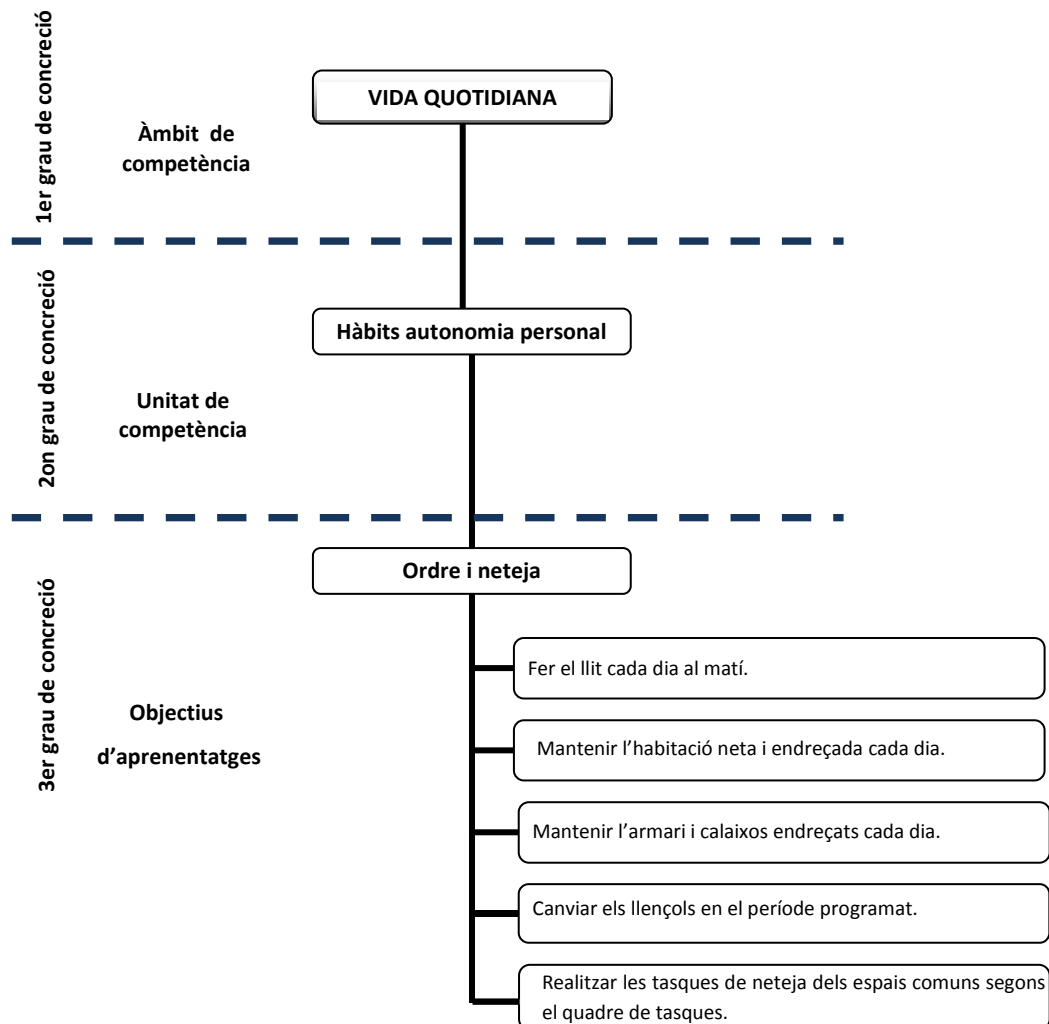 1er grau de concreció
VIDA QUOTIDIANA
Àmbit de
competència
2on grau de concreció
Hàbits autonomia personal
Unitat de
competència
3er grau de concreció
Ordre i neteja
Fer el llit cada dia al matí.
Objectius
d’aprenentatges
Mantenir l’habitació neta i endreçada cada dia.
Mantenir l’armari i calaixos endreçats cada dia.
Canviar els llençols en el període programat.
Realitzar les tasques de neteja dels espais comuns segons
el quadre de tasques.